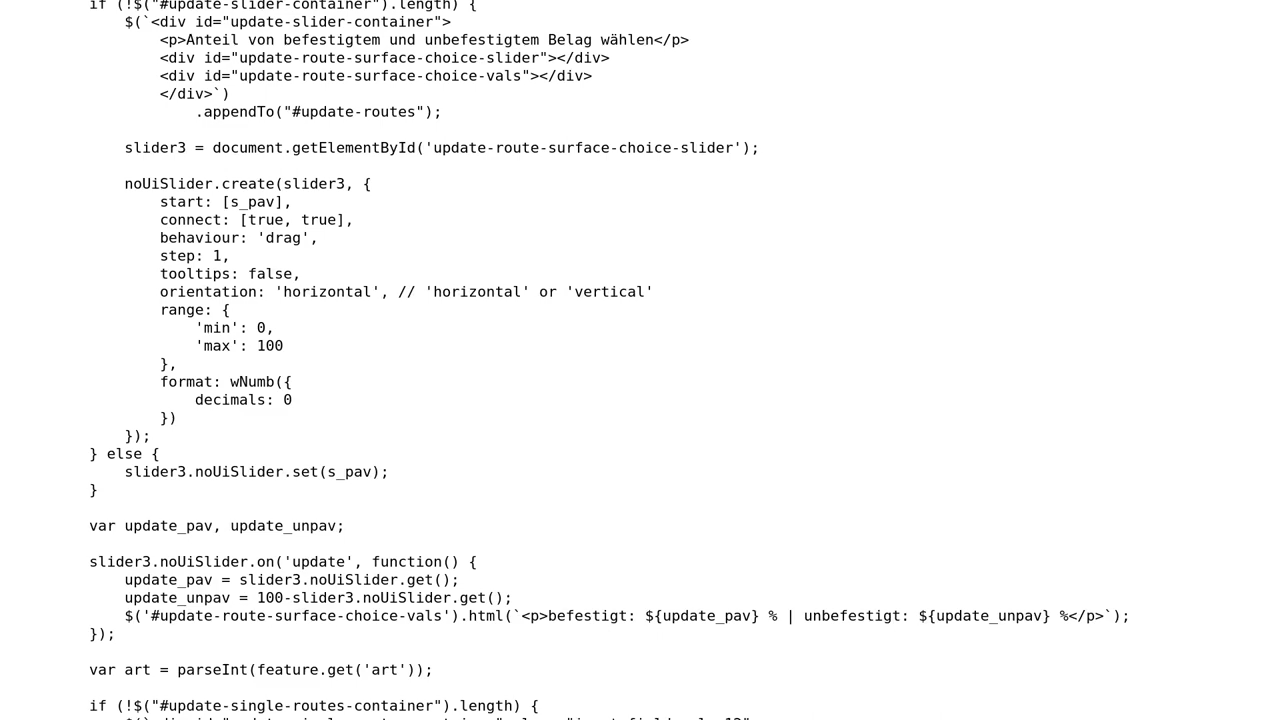 if (!$("#update-slider-container").length) {
$(`<div id="update-slider-container">
<p>Anteil von befestigtem und unbefestigtem Belag wählen</p>
<div id="update-route-surface-choice-slider"></div>
<div id="update-route-surface-choice-vals"></div>
</div>`)
.appendTo("#update-routes");
slider3 = document.getElementById('update-route-surface-choice-slider');
noUiSlider.create(slider3, {
start: [s_pav],
connect: [true, true],
behaviour: 'drag',
step: 1,
tooltips: false,
orientation: 'horizontal', // 'horizontal' or 'vertical'
range: {
'min': 0,
'max': 100
},
format: wNumb({
decimals: 0
})
});
} else {
slider3.noUiSlider.set(s_pav);
}
var update_pav, update_unpav;
slider3.noUiSlider.on('update', function() {
update_pav = slider3.noUiSlider.get();
update_unpav = 100-slider3.noUiSlider.get();
$('#update-route-surface-choice-vals').html(`<p>befestigt: ${update_pav} % | unbefestigt: ${update_unpav} %</p>`);
});
var art = parseInt(feature.get('art'));
if (!$("#update-single-routes-container").length) {